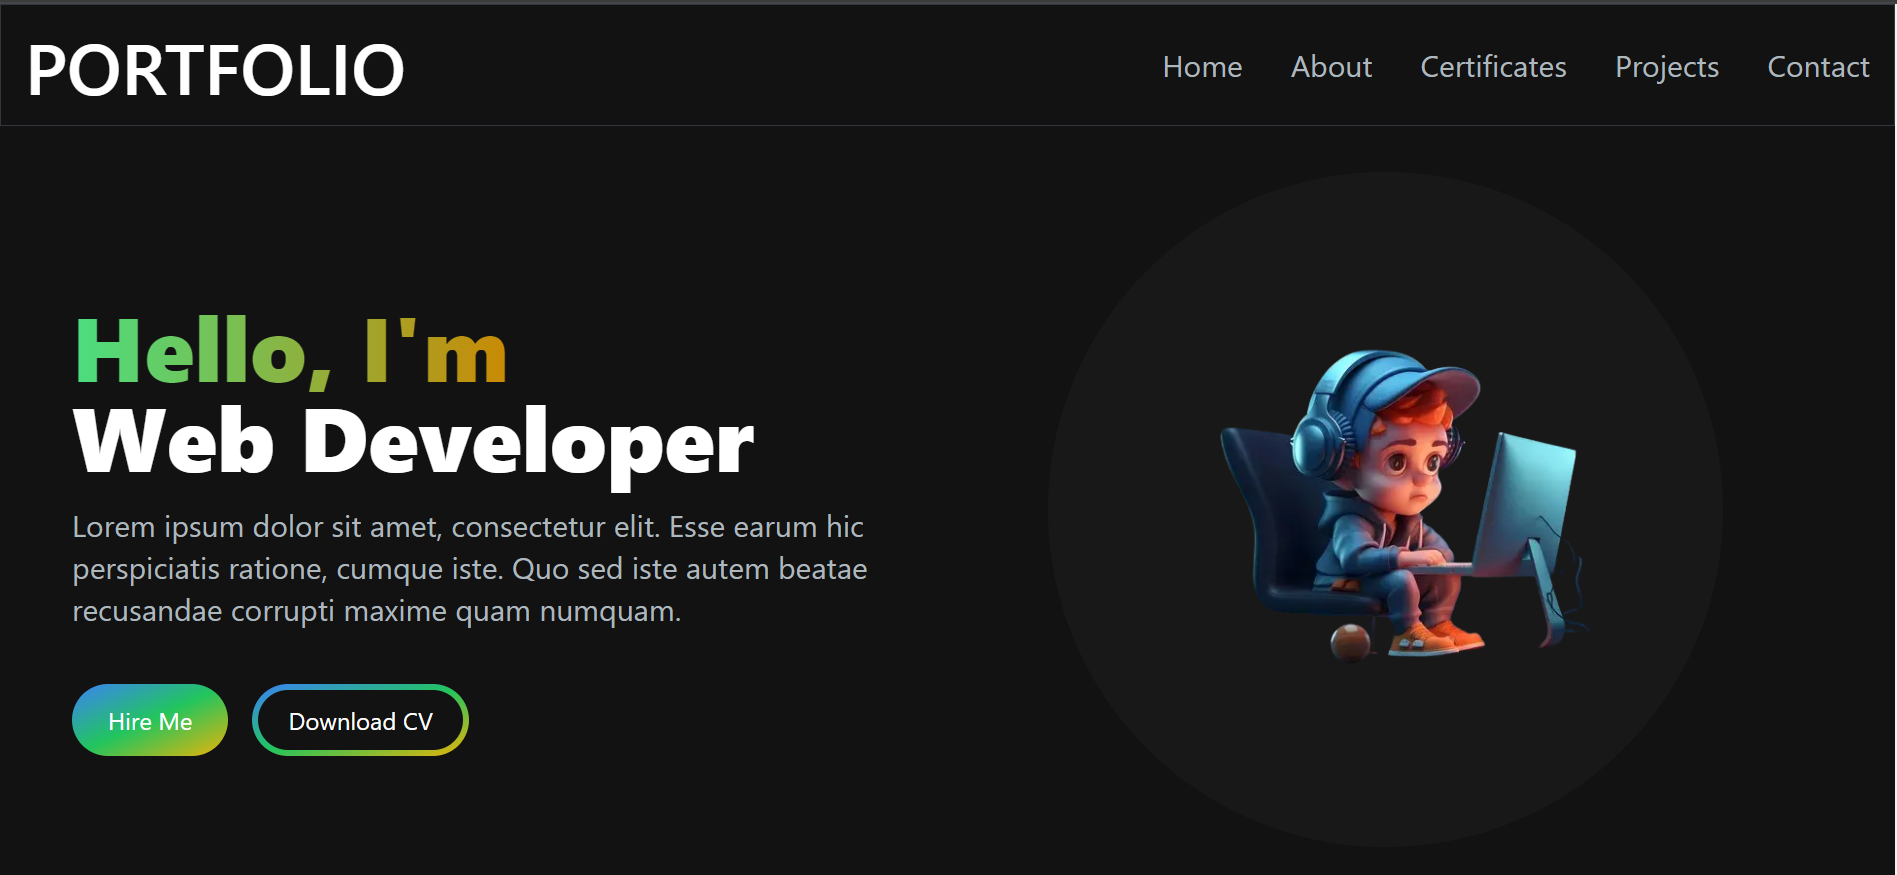 PORTFOLIO
Home About Certificates Projects Contact
Hello, I'm
Web Developer
Lorem ipsum dolor sit amet, consectetur elit. Esse earum hic
perspiciatis ratione, cumque iste. Quo sed iste autem beatae
recusandae corrupti maxime quam numquam.
Hire Me
Download CV